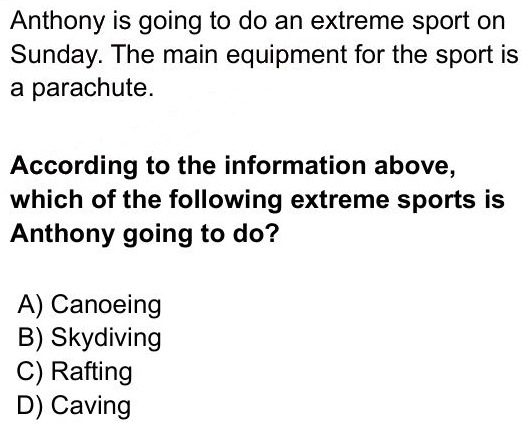 Anthony is going to do an extreme sport on
Sunday. The main equipment for the sport is
a parachute.
According to the information above,
which of the following extreme sports is
Anthony going to do?
A) Canoeing
B) Skydiving
C) Rafting
D) Caving